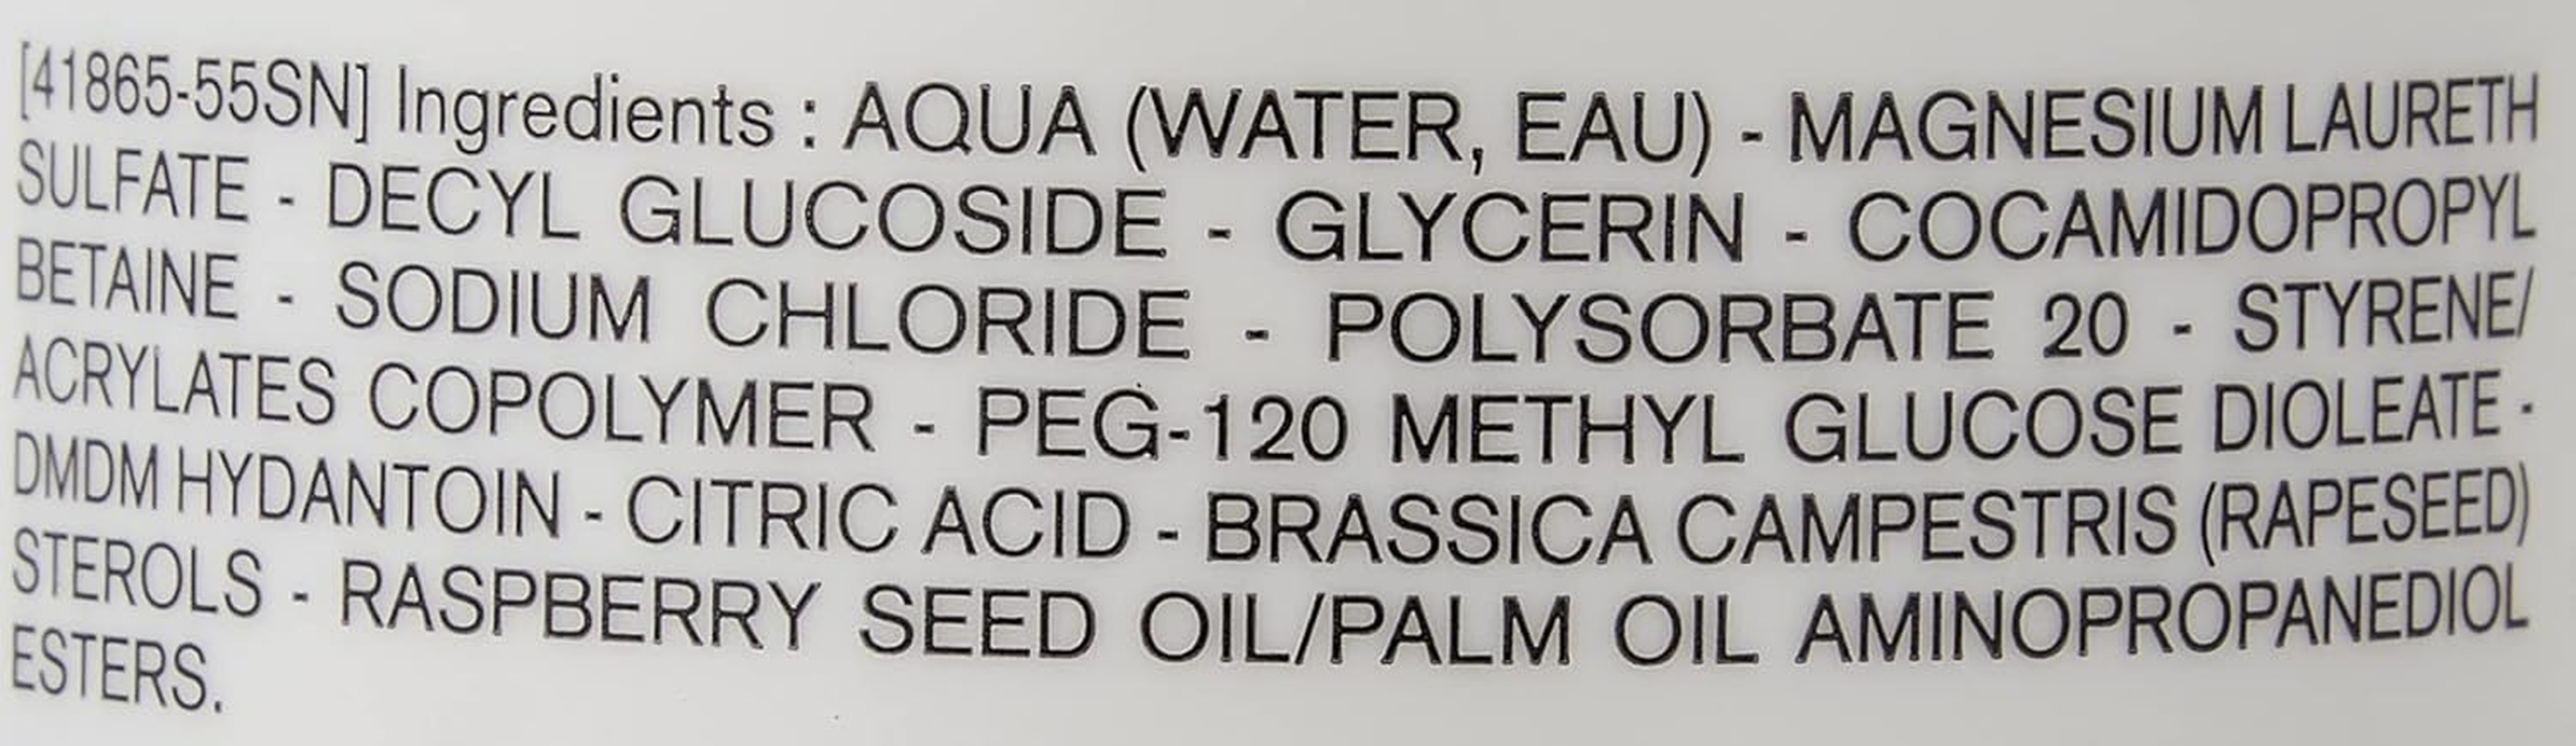 [41865-55SN] Ingredients : AQUA (WATER, EAU) - MAGNESIUM LAURETH
SULFATE - DECYL GLUCOSIDE - GLYCERIN - COCAMIDOPROPYL
BETAINE - SODIUM CHLORIDE - POLYSORBATE 20 - STYRENE/
ACRYLATES COPOLYMER - PEG-120 METHYL GLUCOSE DIOLEATE -
DMDM HYDANTOIN - CITRIC ACID - BRASSICA CAMPESTRIS (RAPESEED)
STEROLS - RASPBERRY SEED OIL/PALM OIL AMINOPROPANEDIOL
ESTERS.